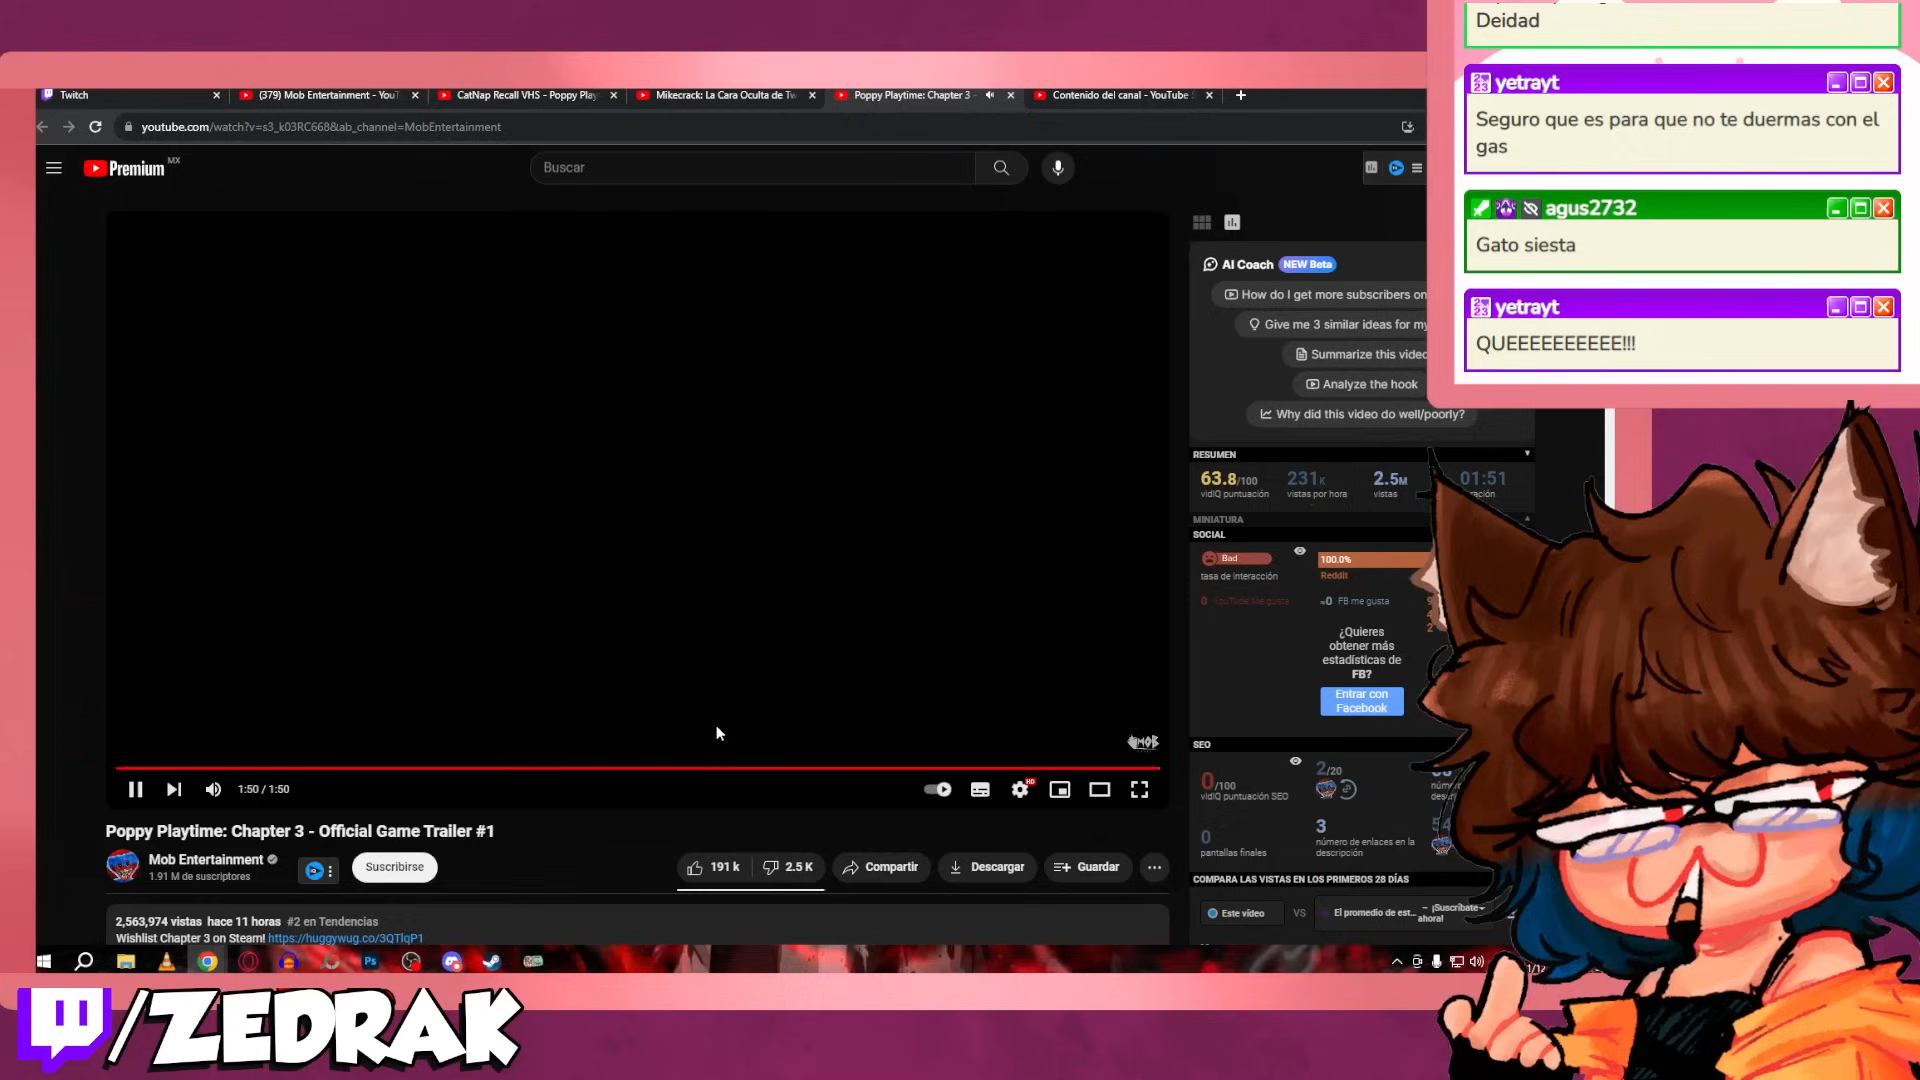 Twitch
(379) Mob Entertainment - YouT
CatNap Recall VHS - Poppy Play
Mikecrack: La Cara Oculta de Tw
Poppy Playtime: Chapter 3 -
Contenido del canal - YouTube S
youtube.com/watch?v=s3_k03RC668&ab_channel=MobEntertainment
Premium MX
Buscar
AI Coach NEW Beta
How do I get more subscribers on
Give me 3 similar ideas for my
Summarize this video
Analyze the hook
Why did this video do well/poorly?
RESUMEN
63.8/100 231K 2.5M 01:51
vidIQ puntuación vistas por hora vistas
MINIATURA
SOCIAL
Bad 100.0%
tasa de interacción Reddit
0 YouTube Me gusta ≈0 FB me gusta
¿Quieres
obtener más
estadísticas de
FB?
Entrar con
Facebook
SEO
0/100 2/20
vidIQ puntuación SEO
0 3
pantallas finales número de enlaces en la
descripción
COMPARA LAS VISTAS EN LOS PRIMEROS 28 DÍAS
Este vídeo VS El promedio de est... – ¡Suscríbate
ahora!
MOB
1:50 / 1:50
HD
Poppy Playtime: Chapter 3 - Official Game Trailer #1
Mob Entertainment
1.91 M de suscriptores
Suscribirse
191 k 2.5 K Compartir Descargar Guardar
2,563,974 vistas hace 11 horas #2 en Tendencias
Wishlist Chapter 3 on Steam! https://huggywug.co/3QTlqP1
Ps
/ZEDRAK
Deidad
yetrayt
Seguro que es para que no te duermas con el
gas
agus2732
Gato siesta
yetrayt
QUEEEEEEEEEE!!!